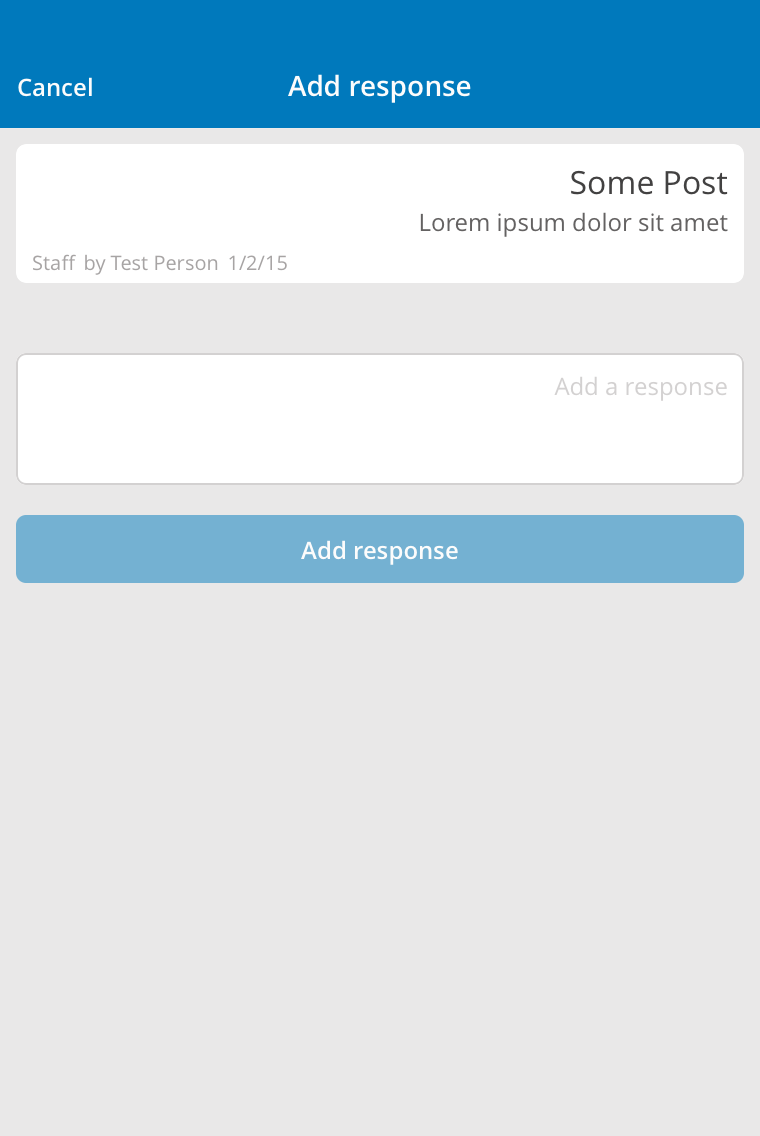 Cancel
Add response
Some Post
Lorem ipsum dolor sit amet
Staff by Test Person 1/2/15
Add a response
Add response